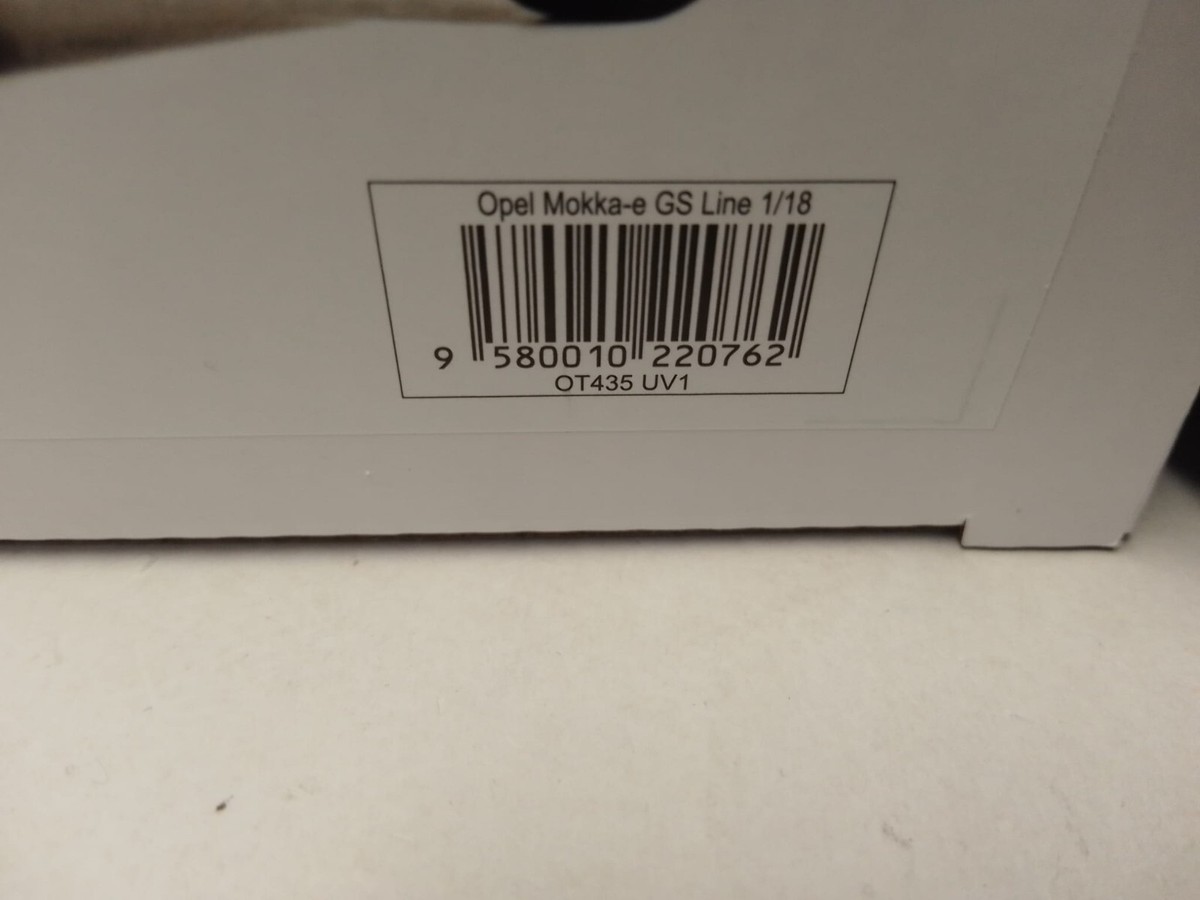 Opel Mokka-e GS Line 1/18
9 580010 220762
OT435 UV1